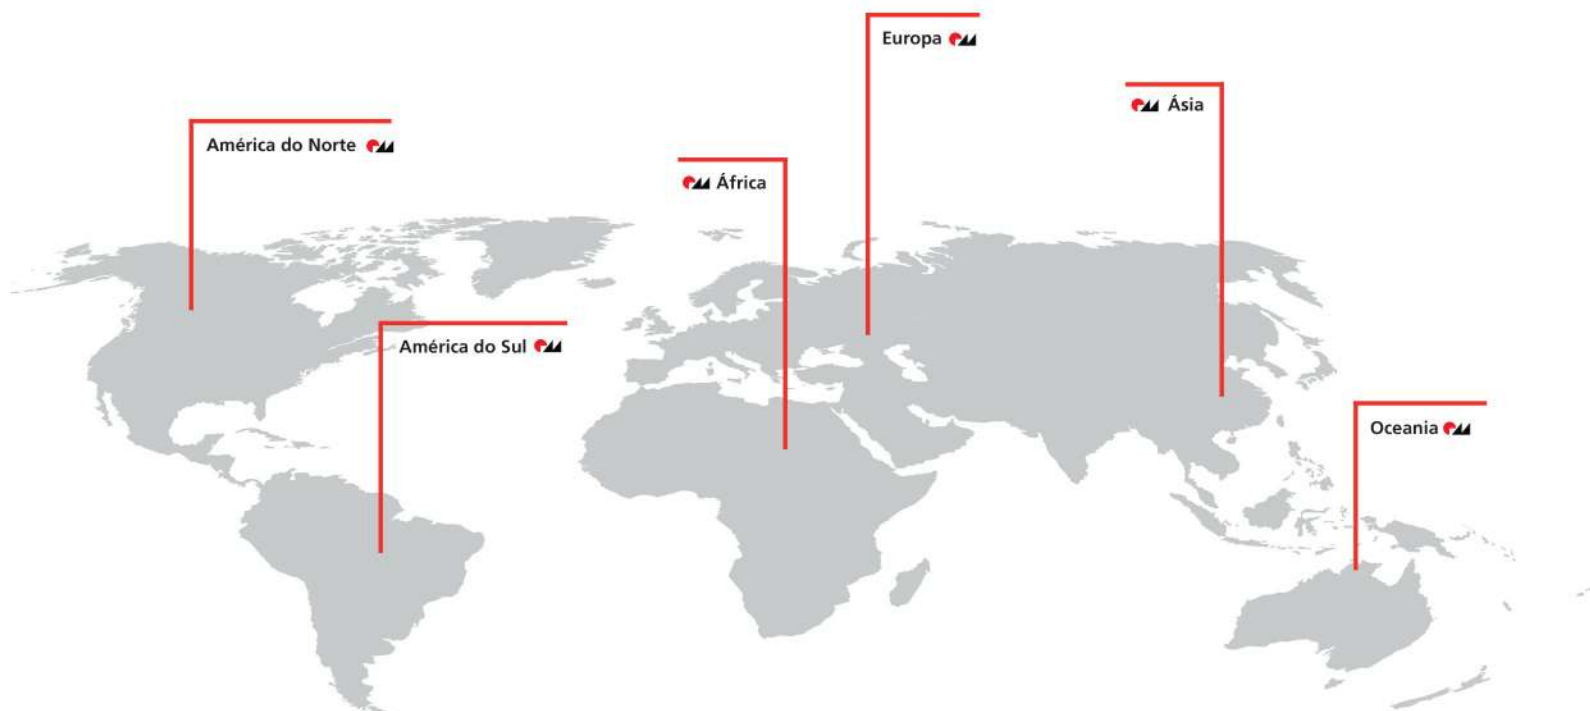 Europa
Ásia
América do Norte
África
América do Sul
Oceania